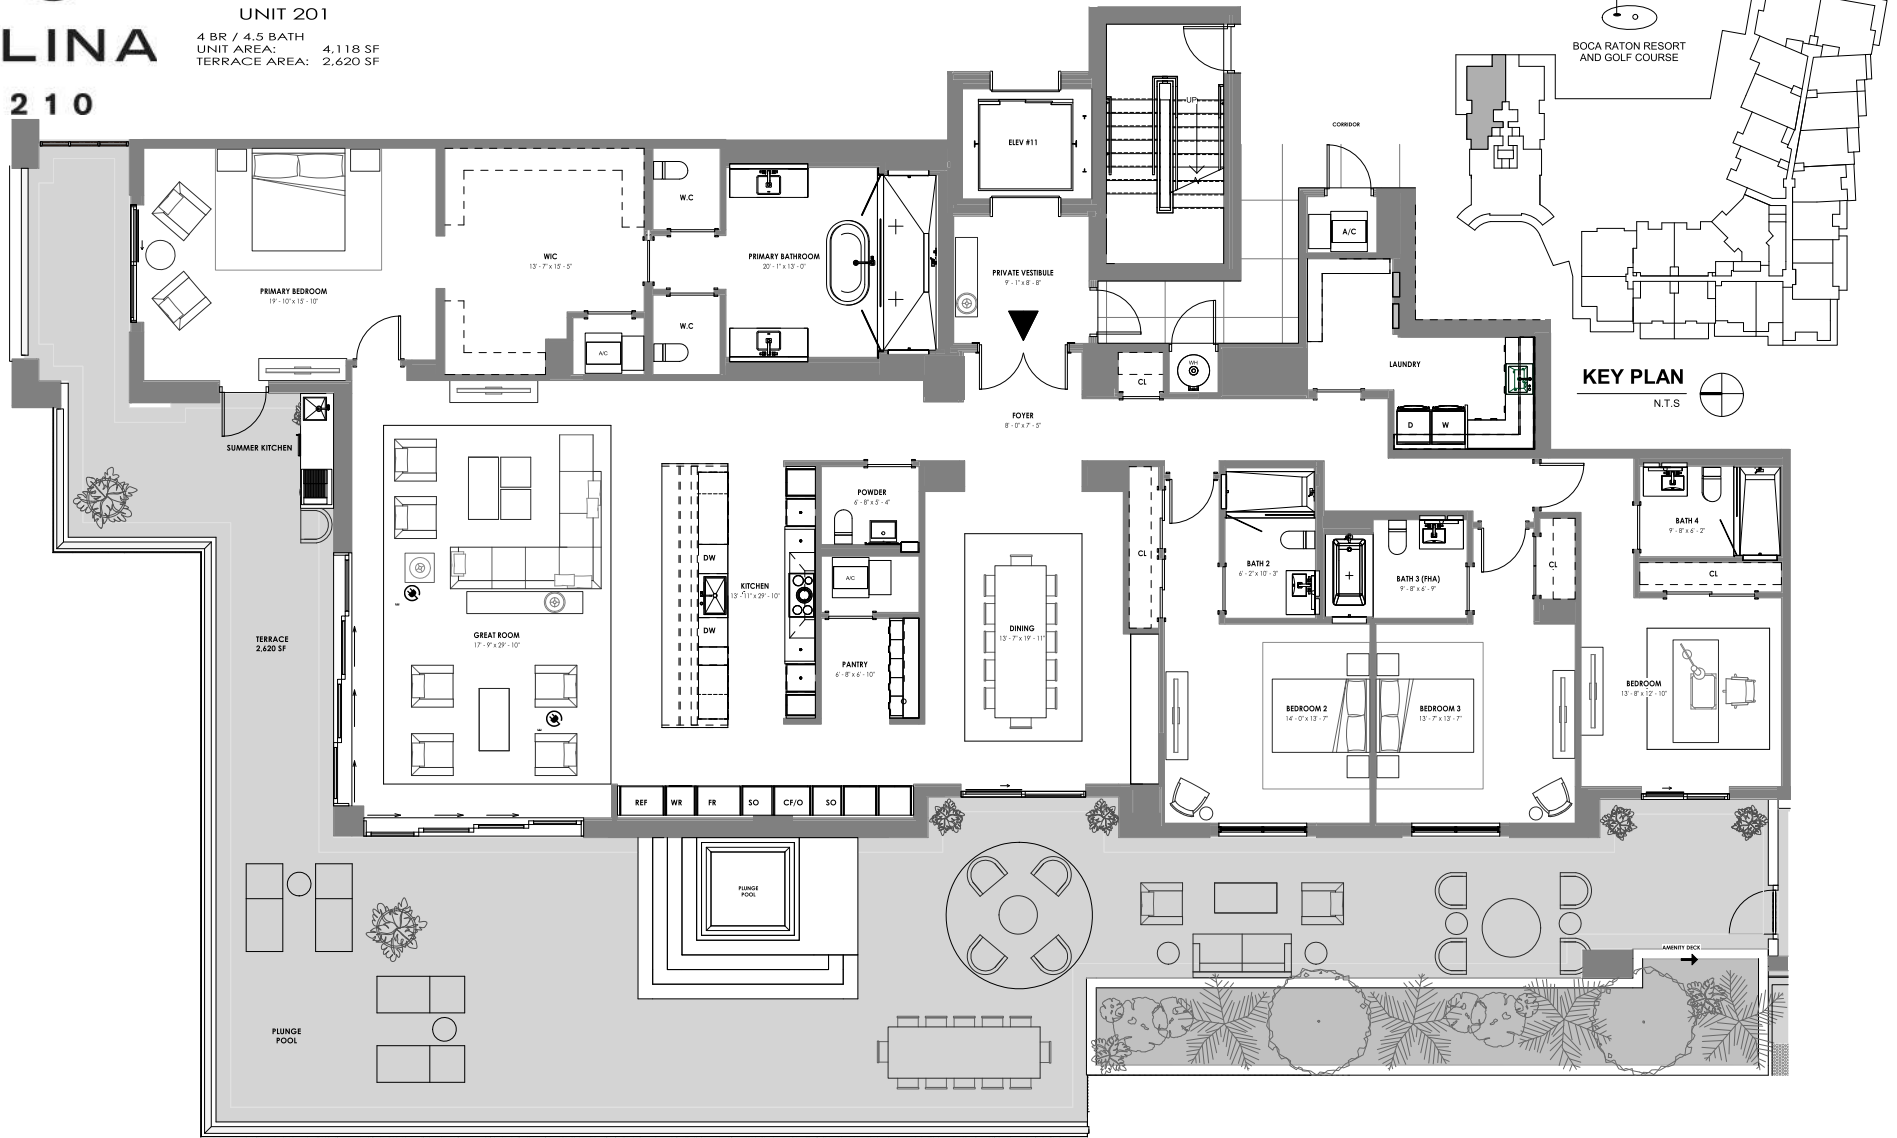 UNIT 201
4 BR / 4.5 BATH
UNIT AREA: 4,118 SF
TERRACE AREA: 2,620 SF
LINA
210
BOCA RATON RESORT
AND GOLF COURSE
KEY PLAN
N.T.S
CORRIDOR
UP
ELEV #11
A/C
W.C
WIC
13' - 7" x 15' - 5"
PRIMARY BATHROOM
20' - 1" x 13' - 0"
PRIVATE VESTIBULE
9' - 1" x 8' - 8"
PRIMARY BEDROOM
19' - 10" x 15' - 10"
W.C
A/C
CL
WH
LAUNDRY
D
W
FOYER
8' - 0" x 7' - 5"
SUMMER KITCHEN
POWDER
6' - 8" x 5' - 4"
A/C
DW
KITCHEN
13' - 11" x 29' - 10"
DW
PANTRY
6' - 8" x 6' - 10"
GREAT ROOM
17' - 9" x 29' - 10"
TERRACE
2,620 SF
DINING
13' - 7" x 19' - 11"
CL
BATH 2
6' - 2" x 10' - 3"
BATH 3 (FHA)
9' - 8" x 6' - 9"
CL
BATH 4
9' - 8" x 6' - 2"
CL
BEDROOM 2
14' - 0" x 13' - 7"
BEDROOM 3
13' - 7" x 13' - 7"
BEDROOM
13' - 8" x 12' - 10"
REF
WR
FR
SO
CF/O
SO
PLUNGE
POOL
AMENITY DECK
PLUNGE
POOL